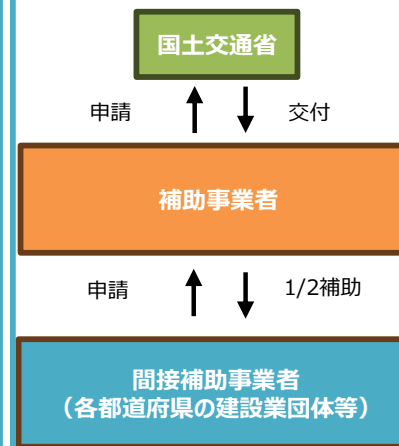 国土交通省
申請
交付
補助事業者
申請
1/2補助
間接補助事業者
（各都道府県の建設業団体等）